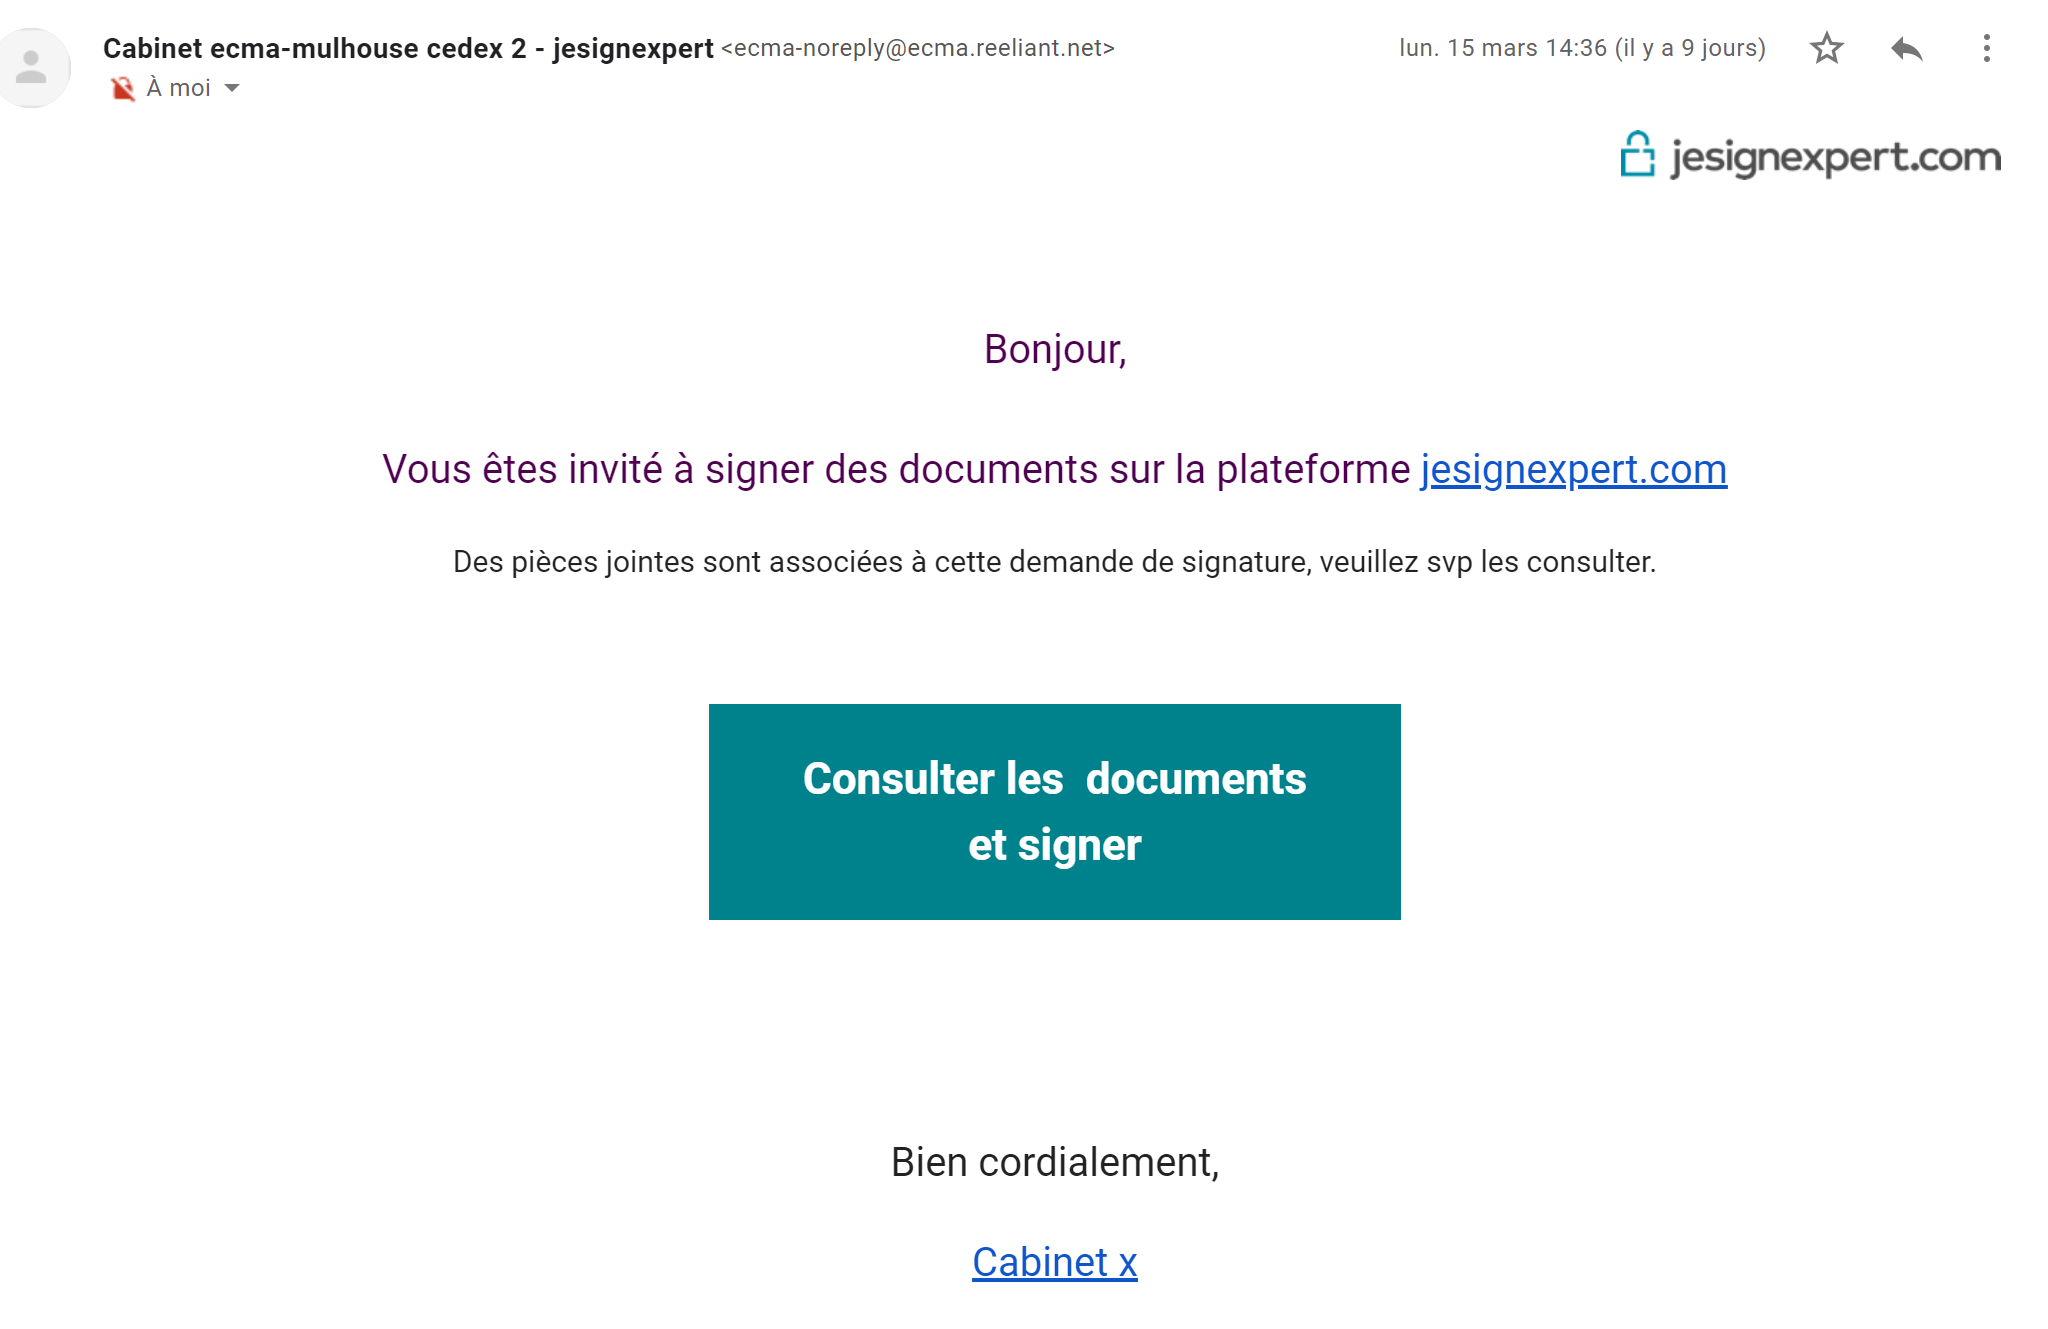 Cabinet ecma-mulhouse cedex 2 - jesignexpert <ecma-noreply@ecma.reeliant.net> lun. 15 mars 14:36 (il y a 9 jours)
À moi
jesignexpert.com
Bonjour,
Vous êtes invité à signer des documents sur la plateforme jesignexpert.com
Des pièces jointes sont associées à cette demande de signature, veuillez svp les consulter.
Consulter les  documents
et signer
Bien cordialement,
Cabinet x